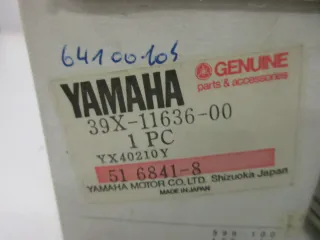 64100104
YAMAHA
GENUINE
parts & accessories
39X-11636-00
1 PC
YX40210Y
51 6841-8
YAMAHA MOTOR CO., LTD. Shizuoka Japan
MADE IN JAPAN